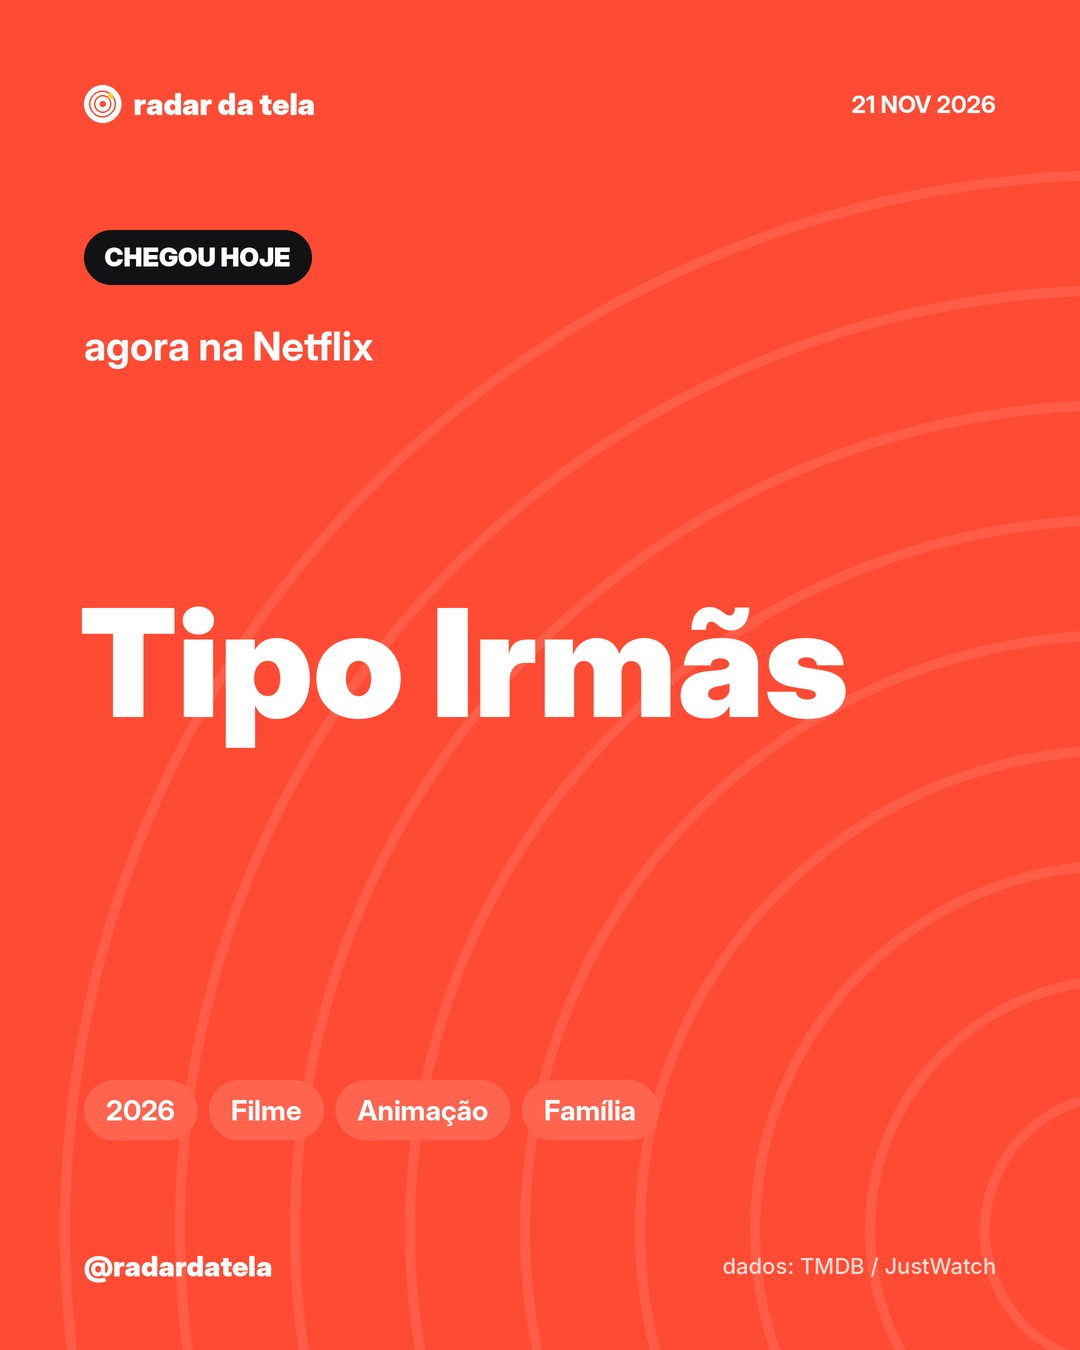 radar da tela
21 NOV 2026
CHEGOU HOJE
agora na Netflix
Tipo Irmãs
2026 Filme Animação Família
@radardatela
dados: TMDB / JustWatch